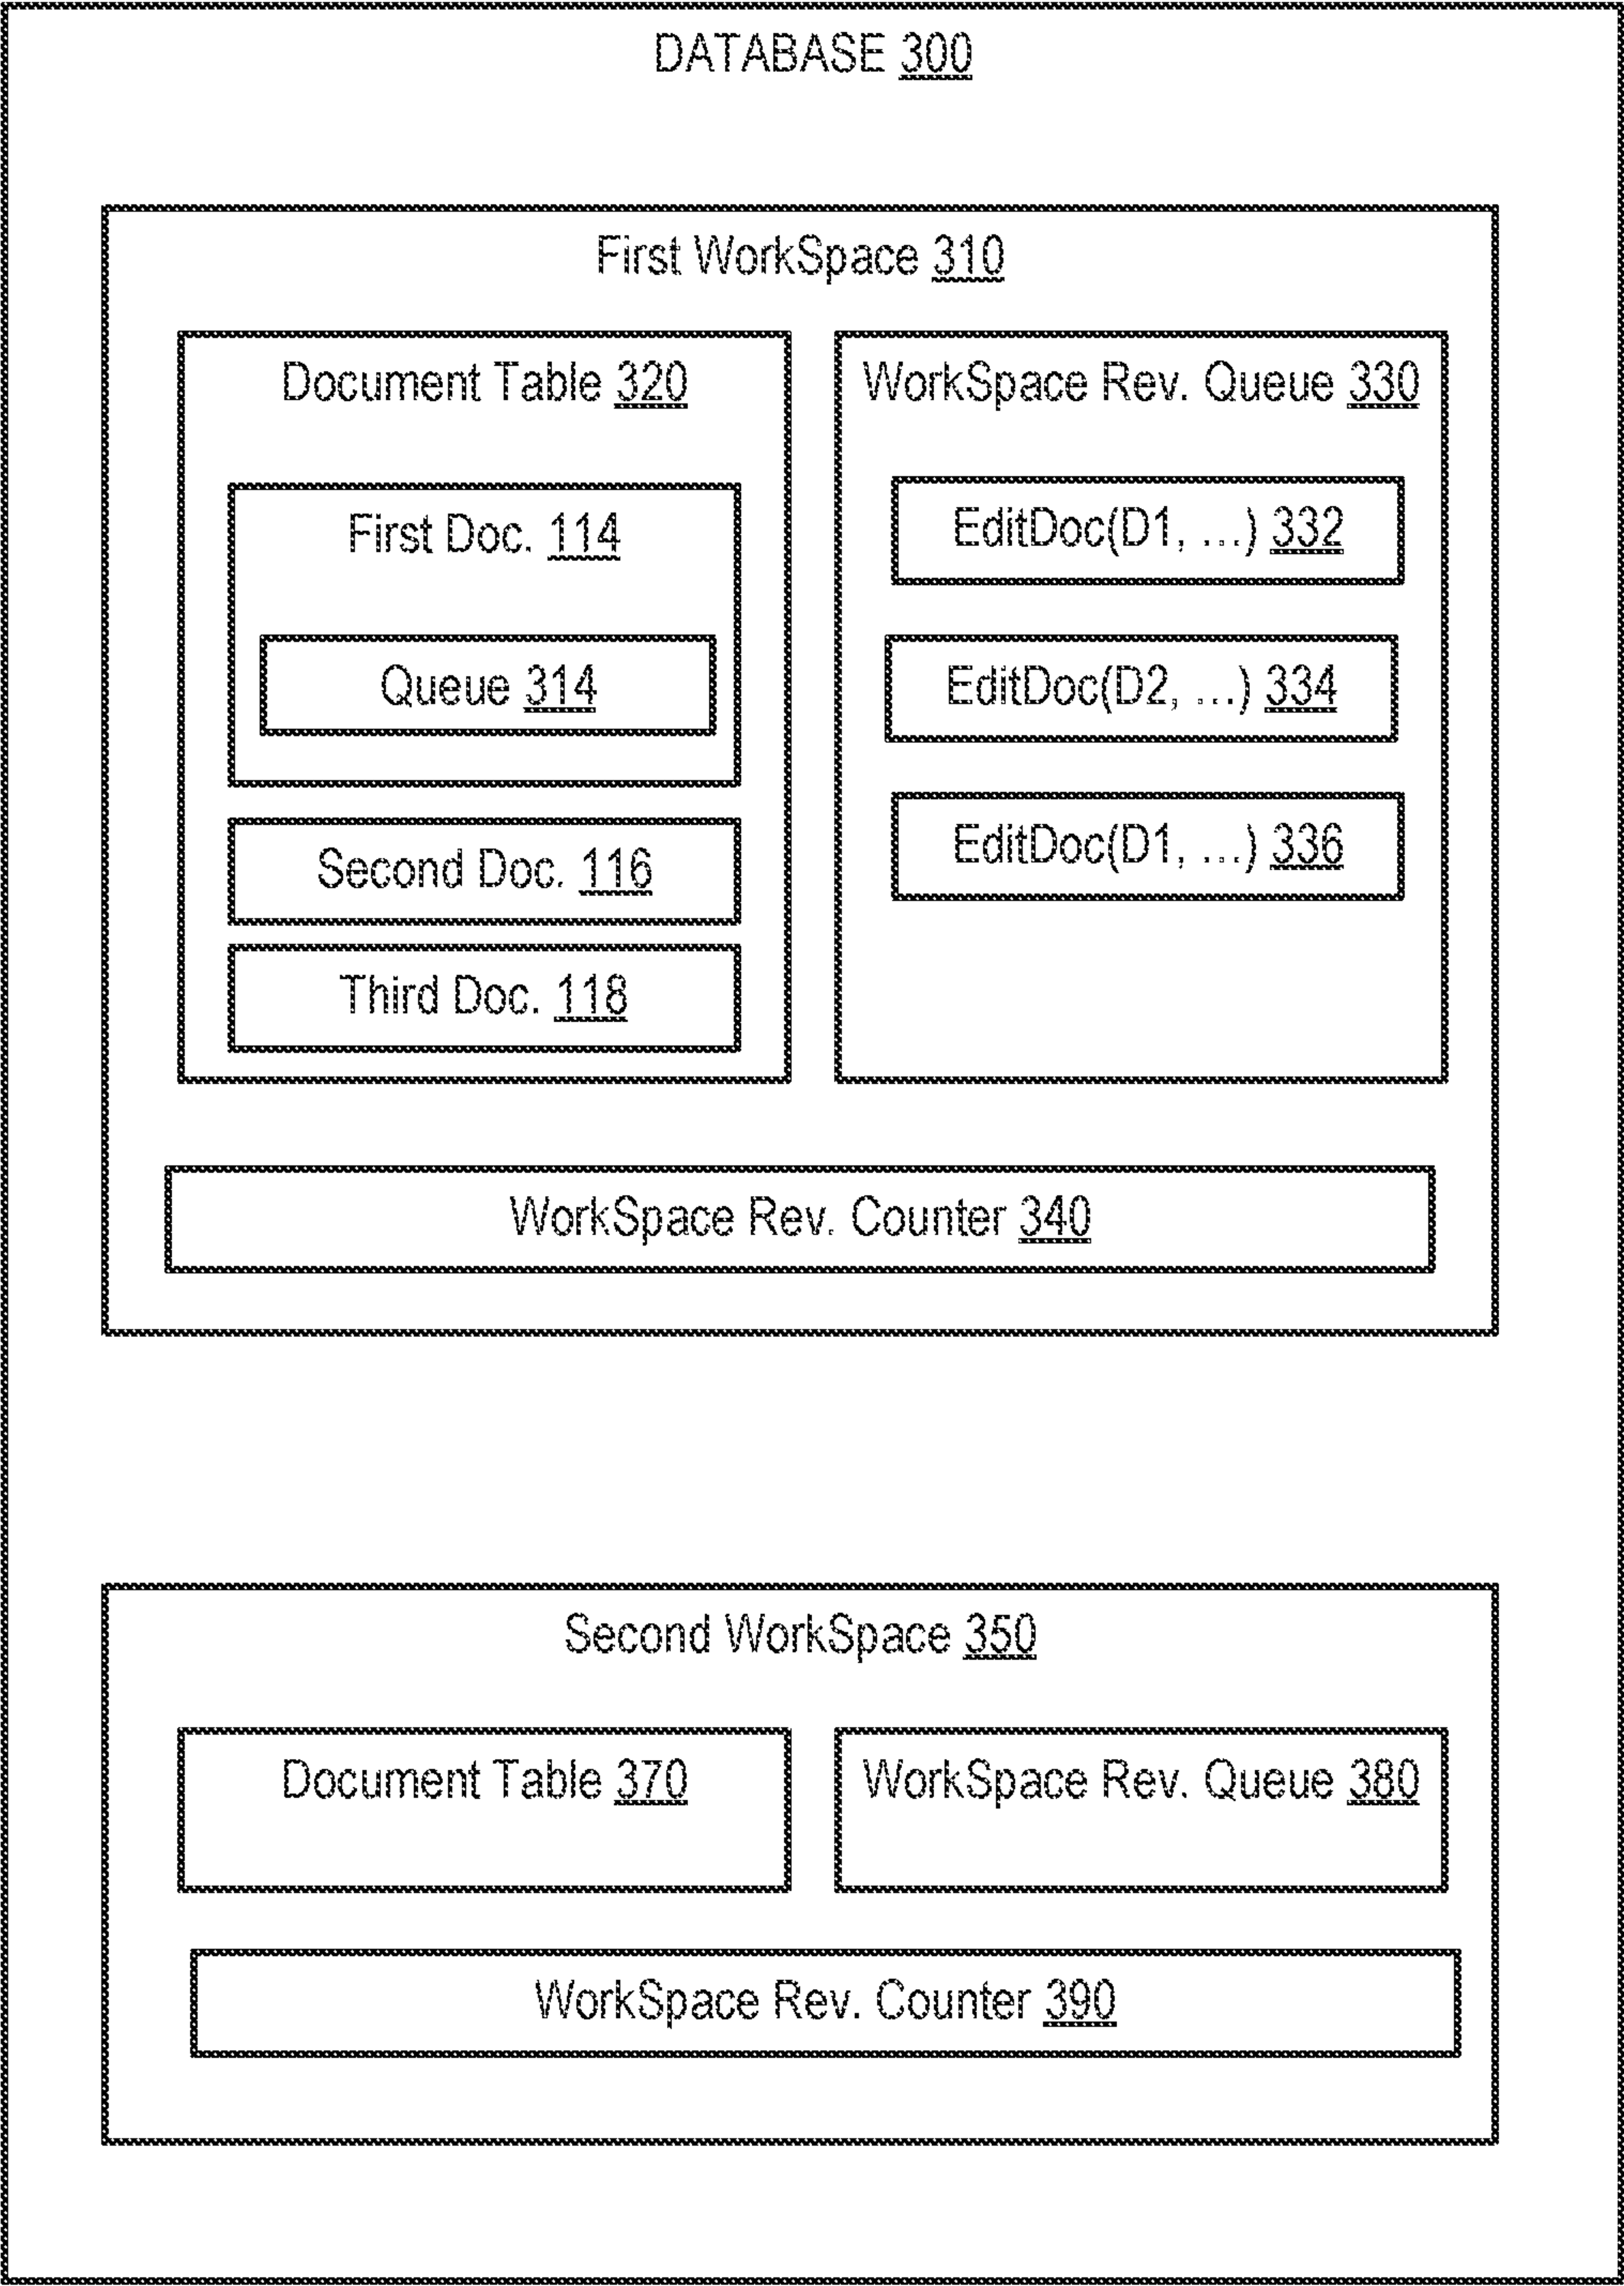 DATABASE 300
First WorkSpace 310
Document Table 320
First Doc. 114
Queue 314
Second Doc. 116
Third Doc. 118
WorkSpace Rev. Queue 330
EditDoc(D1, ...) 332
EditDoc(D2, ...) 334
EditDoc(D1, ...) 336
WorkSpace Rev. Counter 340
Second WorkSpace 350
Document Table 370
WorkSpace Rev. Queue 380
WorkSpace Rev. Counter 390